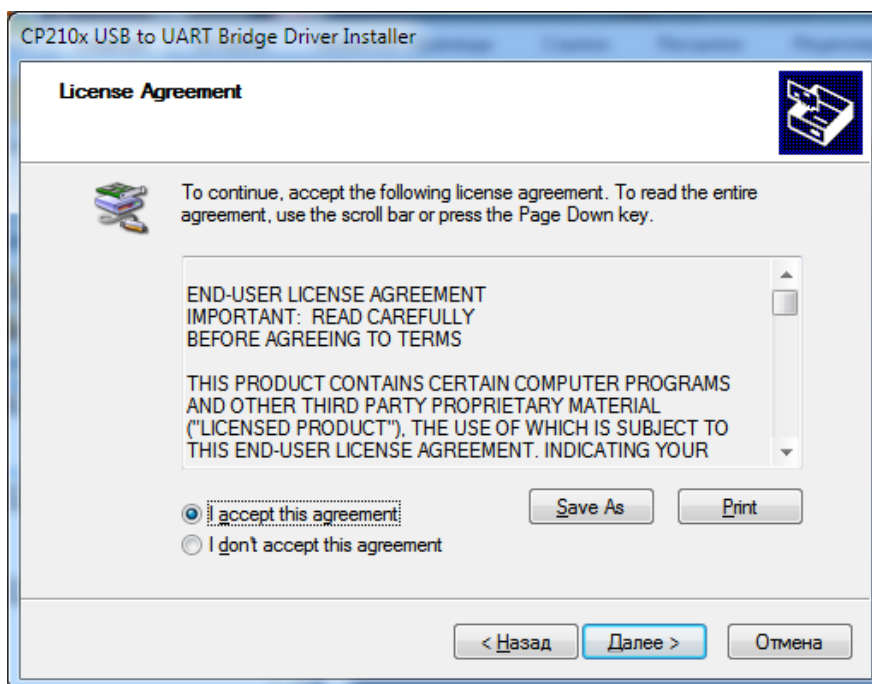 CP210x USB to UART Bridge Driver Installer
License Agreement
To continue, accept the following license agreement. To read the entire
agreement, use the scroll bar or press the Page Down key.
END-USER LICENSE AGREEMENT
IMPORTANT:  READ CAREFULLY
BEFORE AGREEING TO TERMS
THIS PRODUCT CONTAINS CERTAIN COMPUTER PROGRAMS
AND OTHER THIRD PARTY PROPRIETARY MATERIAL
("LICENSED PRODUCT"), THE USE OF WHICH IS SUBJECT TO
THIS END-USER LICENSE AGREEMENT. INDICATING YOUR
I accept this agreement
Save As
Print
I don't accept this agreement
< Назад
Далее >
Отмена